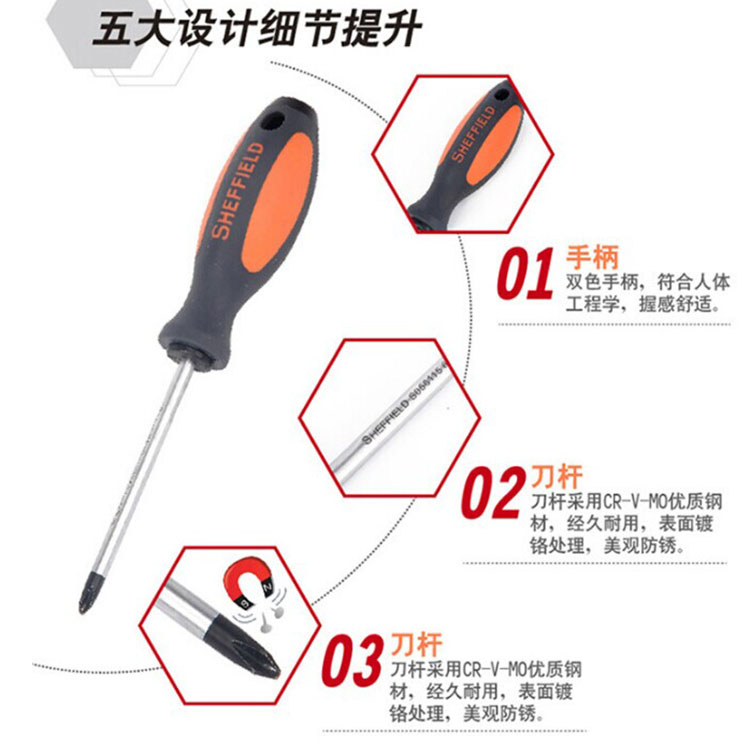 五大设计细节提升
SHEFFIELD
SHEFFIELD
01 手柄
双色手柄，符合人体
工程学，握感舒适。
SHEFFIELD
02 刀杆
刀杆采用CR-V-MO优质钢
材，经久耐用，表面镀
铬处理，美观防锈。
N
S
03 刀杆
刀杆采用CR-V-MO优质钢
材，经久耐用，表面镀
铬处理，美观防锈。